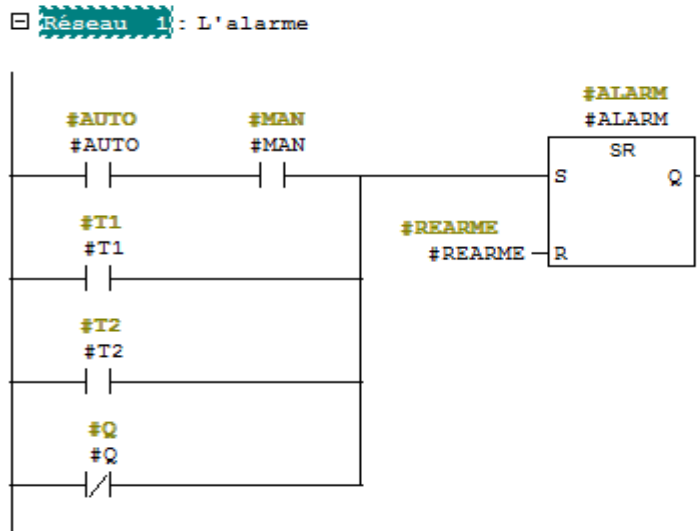 Réseau 1 : L'alarme
#ALARM
#AUTO #MAN #ALARM
#AUTO #MAN SR
S Q
#T1 #REARME
#T1 #REARME R
#T2
#T2
#Q
#Q